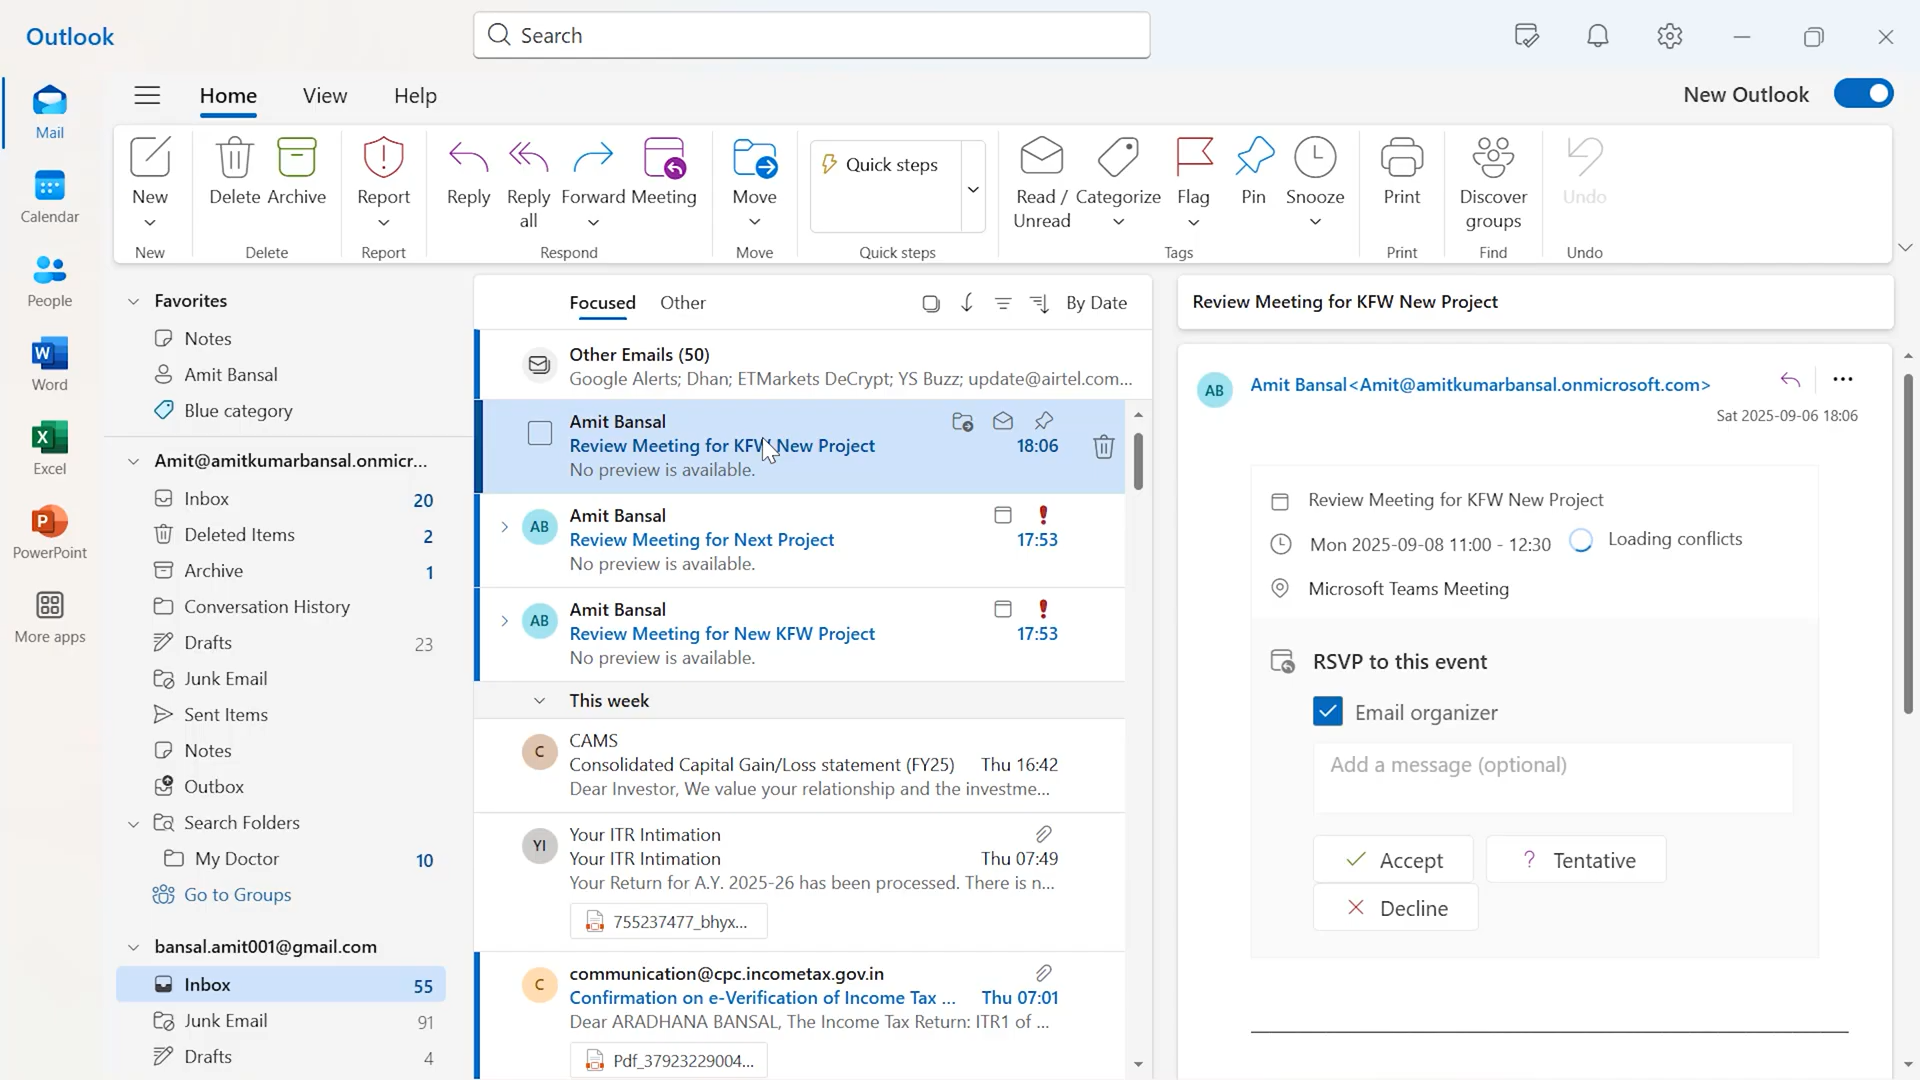 Outlook
Search
Home
View
Help
New Outlook
New
Delete
Archive
Report
Reply
Reply all
Forward
Meeting
Move
Quick steps
Read / Unread
Categorize
Flag
Pin
Snooze
Print
Discover groups
Undo
New
Delete
Report
Respond
Move
Quick steps
Tags
Print
Find
Undo
Mail
Calendar
People
Word
Excel
PowerPoint
More apps
Favorites
Notes
Amit Bansal
Blue category
Amit@amitkumarbansal.onmicr...
Inbox 20
Deleted Items 2
Archive 1
Conversation History
Drafts 23
Junk Email
Sent Items
Notes
Outbox
Search Folders
My Doctor 10
Go to Groups
bansal.amit001@gmail.com
Inbox 55
Junk Email 91
Drafts 4
Focused
Other
By Date
Other Emails (50)
Google Alerts; Dhan; ETMarkets DeCrypt; YS Buzz; update@airtel.com...
Amit Bansal
Review Meeting for KFW New Project 18:06
No preview is available.
AB
Amit Bansal
Review Meeting for Next Project 17:53
No preview is available.
AB
Amit Bansal
Review Meeting for New KFW Project 17:53
No preview is available.
This week
C
CAMS
Consolidated Capital Gain/Loss statement (FY25) Thu 16:42
Dear Investor, We value your relationship and the investme...
YI
Your ITR Intimation
Your ITR Intimation Thu 07:49
Your Return for A.Y. 2025-26 has been processed. There is n...
755237477_bhyx...
C
communication@cpc.incometax.gov.in
Confirmation on e-Verification of Income Tax ... Thu 07:01
Dear ARADHANA BANSAL, The Income Tax Return: ITR1 of ...
Pdf_37923229004...
Review Meeting for KFW New Project
AB
Amit Bansal<Amit@amitkumarbansal.onmicrosoft.com>
Sat 2025-09-06 18:06
Review Meeting for KFW New Project
Mon 2025-09-08 11:00 - 12:30 Loading conflicts
Microsoft Teams Meeting
RSVP to this event
Email organizer
Add a message (optional)
Accept
? Tentative
Decline